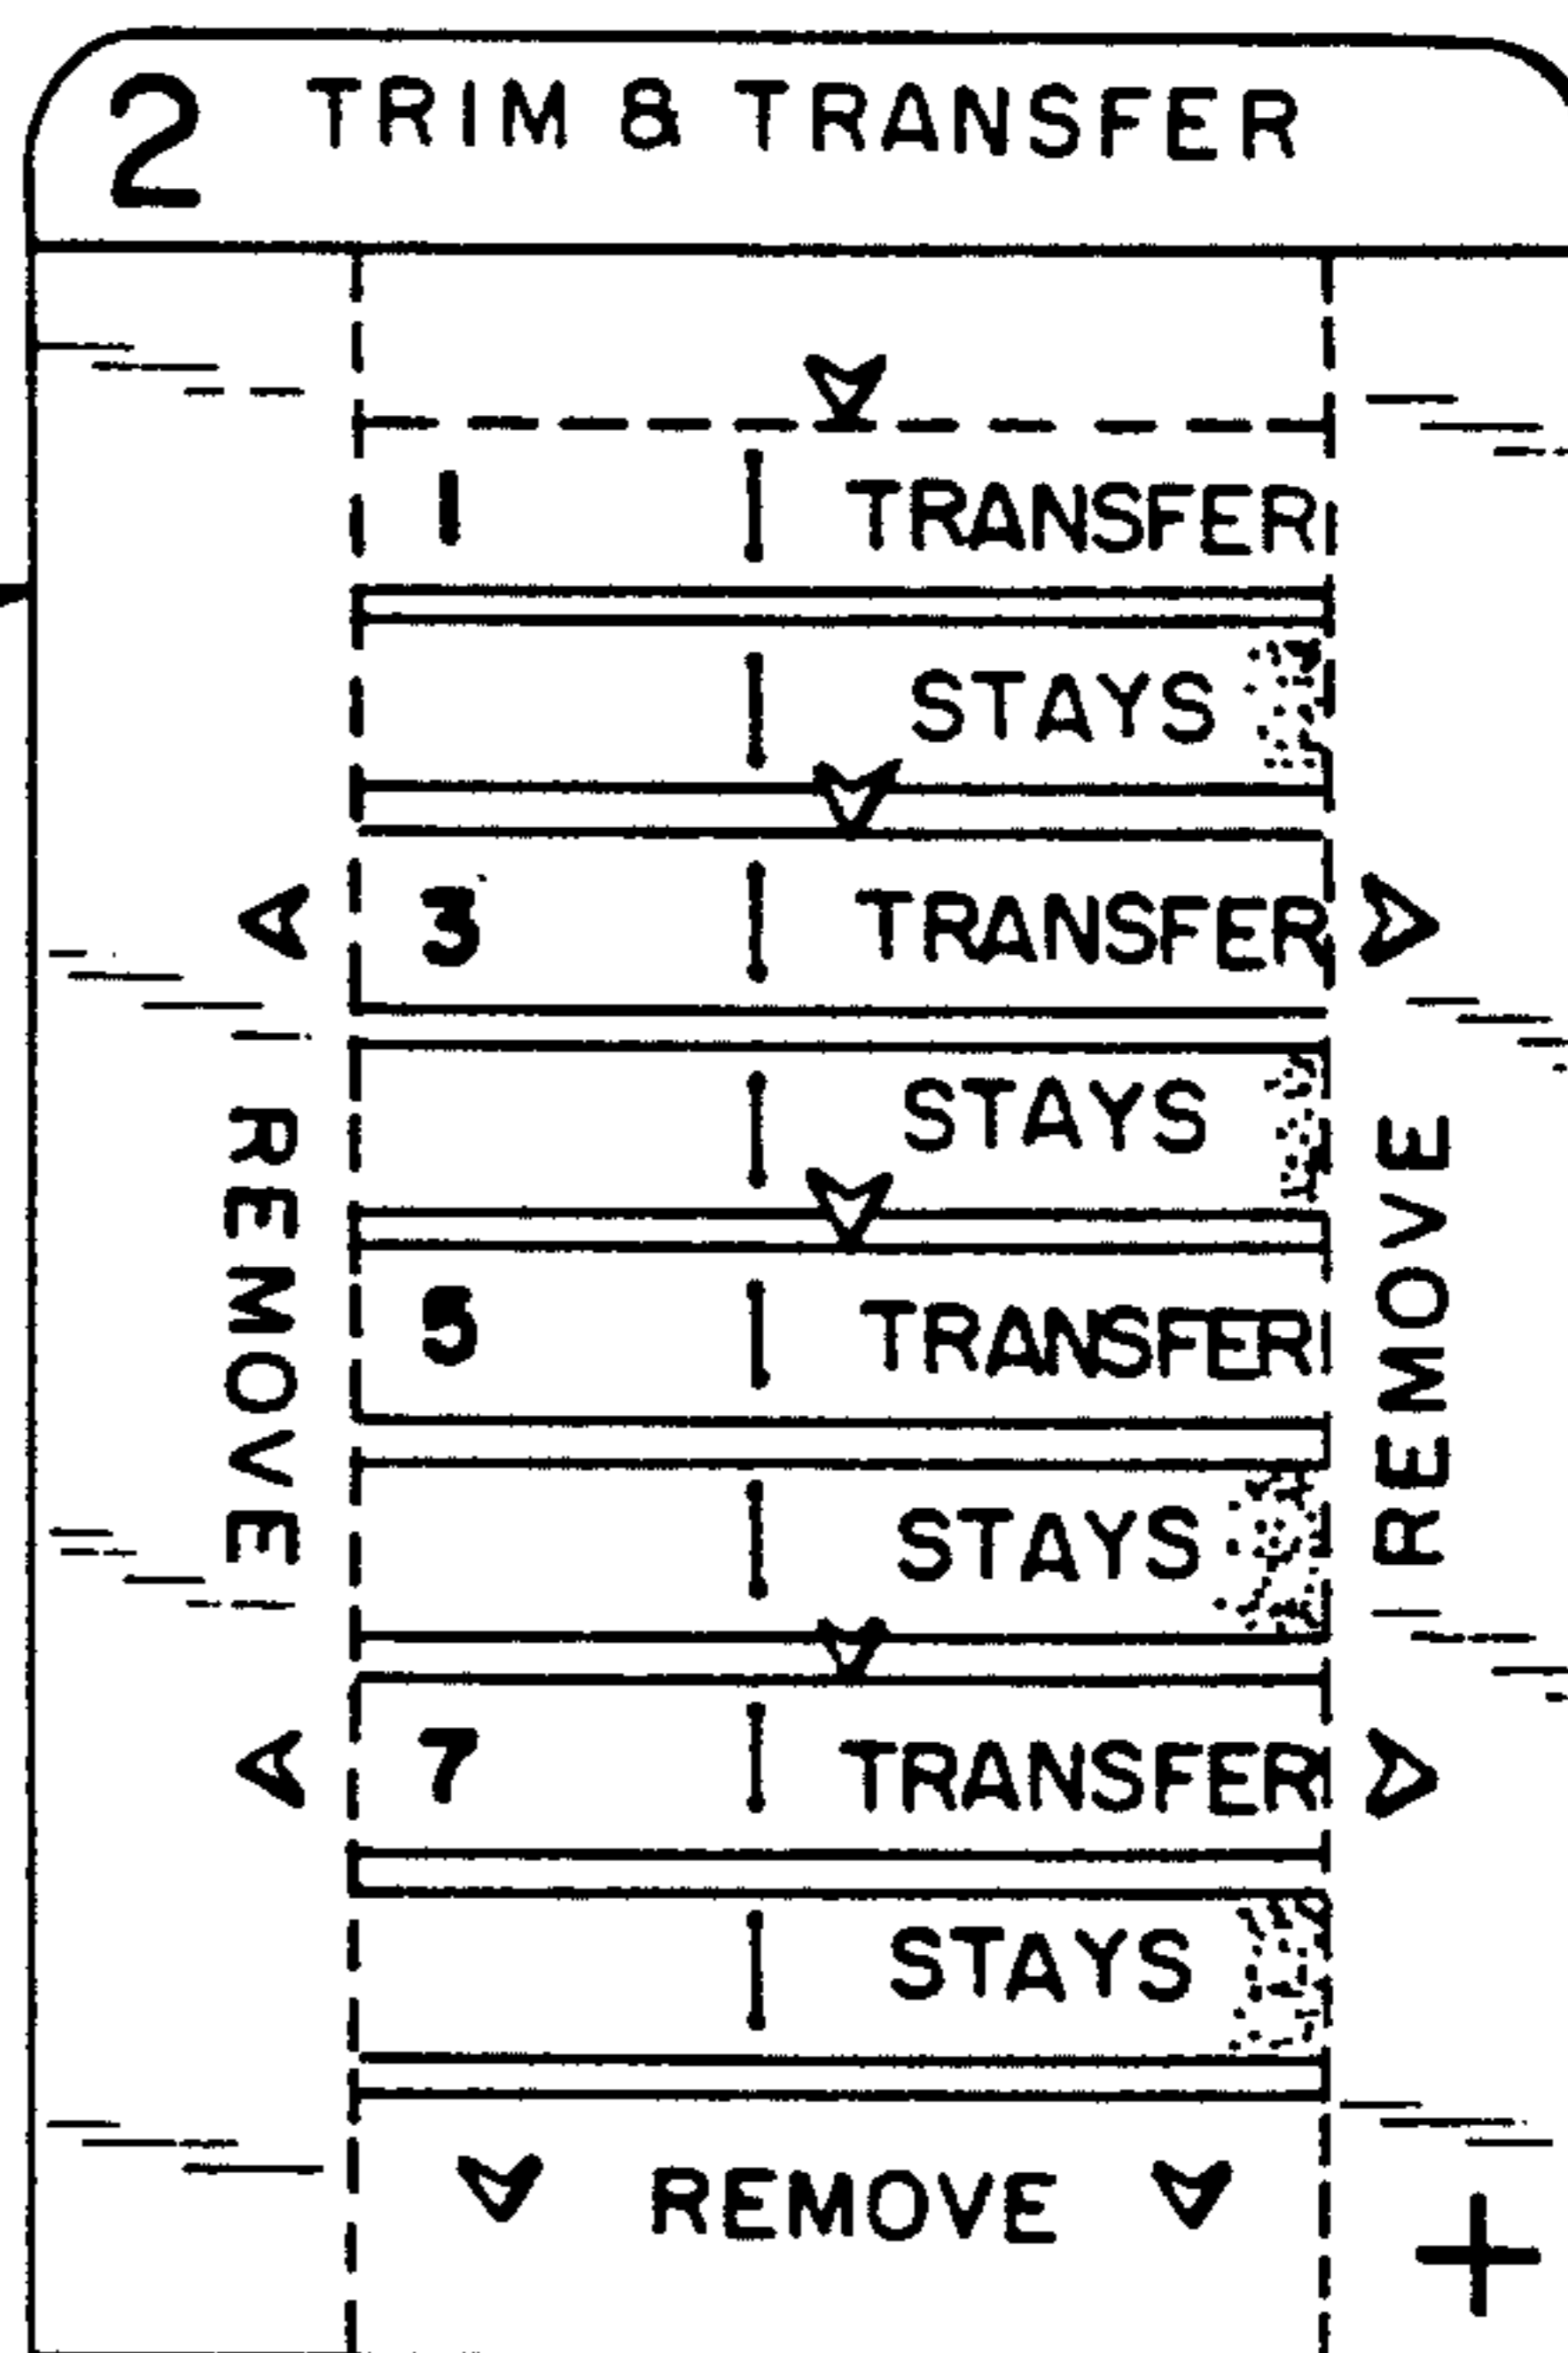 2 TRIM & TRANSFER
1 TRANSFER
STAYS
3 TRANSFER
STAYS
REMOVE
REMOVE
5 TRANSFER
STAYS
7 TRANSFER
STAYS
REMOVE